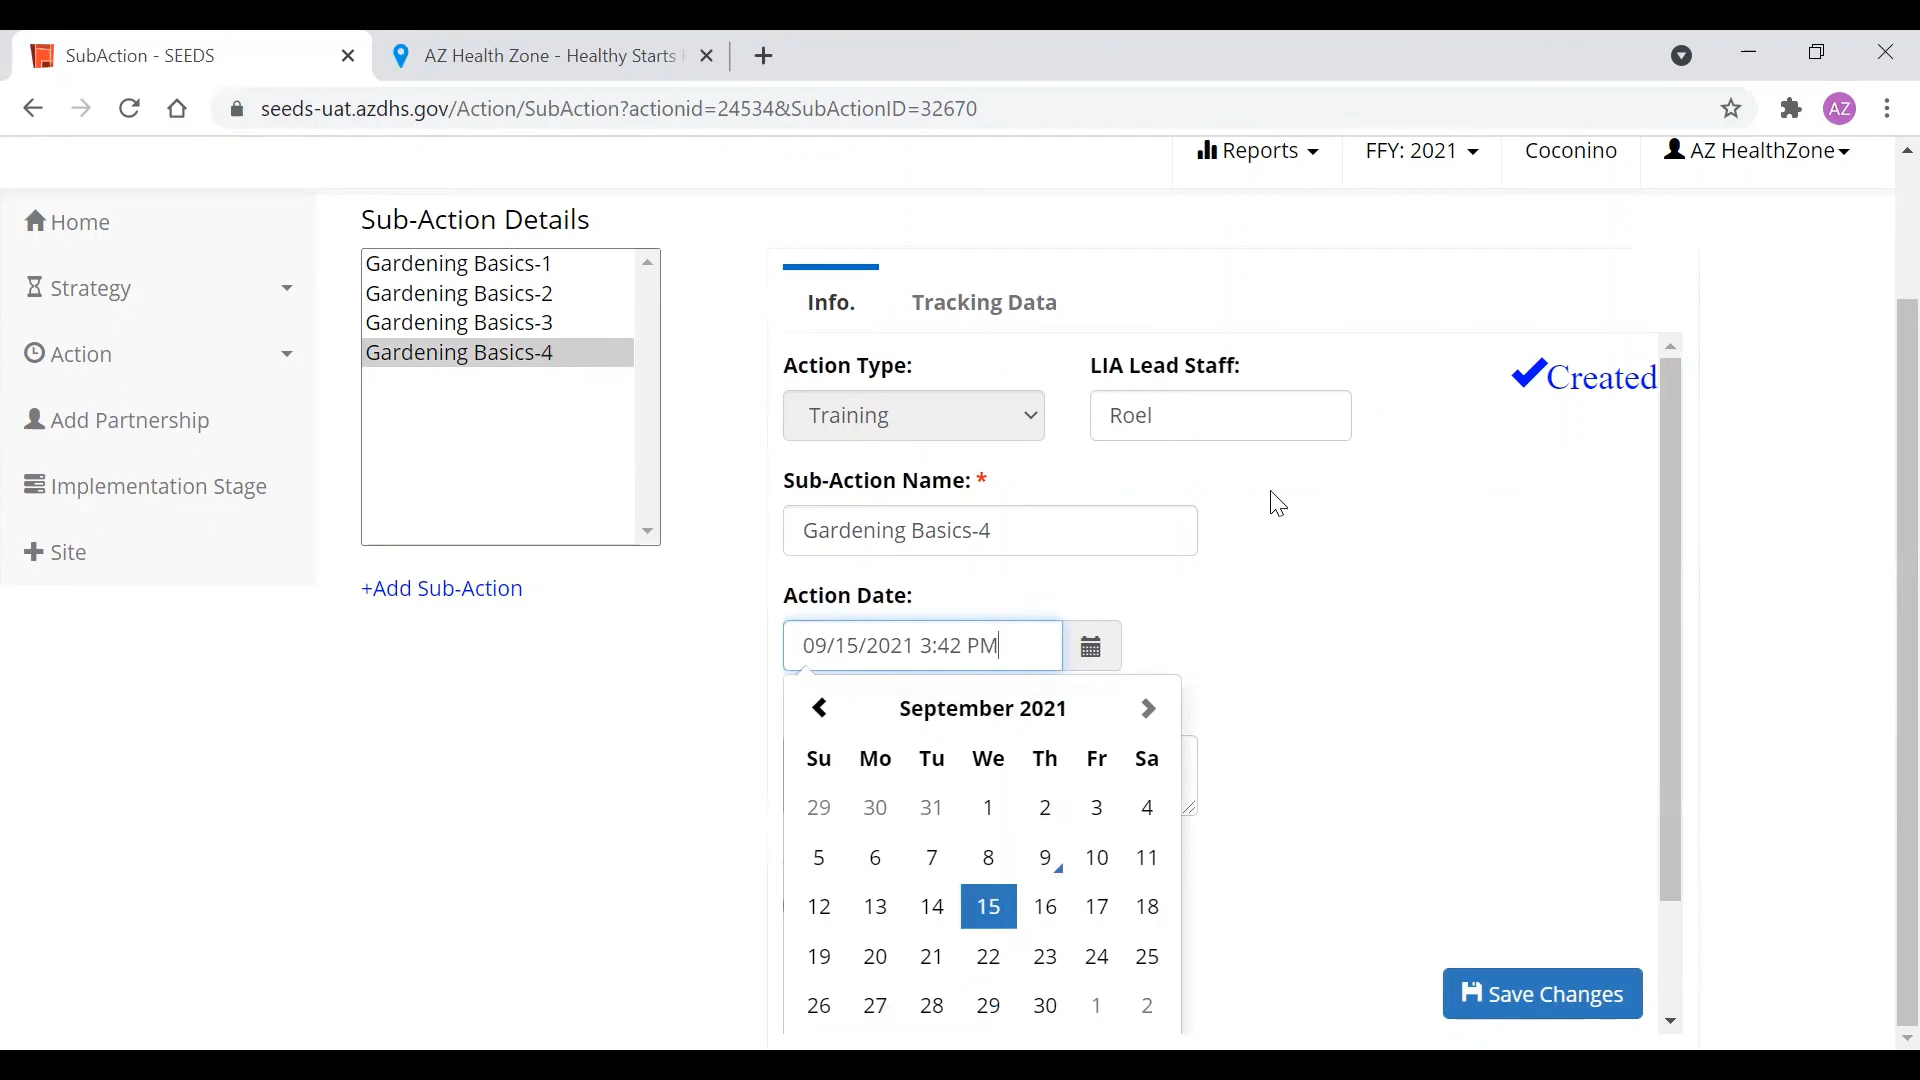 SubAction - SEEDS
AZ Health Zone - Healthy Starts
seeds-uat.azdhs.gov/Action/SubAction?actionid=24534&SubActionID=32670
AZ
Reports
FFY: 2021
Coconino
AZ HealthZone
Home
Strategy
Action
Add Partnership
Implementation Stage
Site
Sub-Action Details
Gardening Basics-1
Gardening Basics-2
Gardening Basics-3
Gardening Basics-4
+Add Sub-Action
Info.
Tracking Data
Action Type:
LIA Lead Staff:
Created
Training
Roel
Sub-Action Name: *
Gardening Basics-4
Action Date:
09/15/2021 3:42 PM
September 2021
Su Mo Tu We Th Fr Sa
29 30 31 1 2 3 4
5 6 7 8 9 10 11
12 13 14 15 16 17 18
19 20 21 22 23 24 25
26 27 28 29 30 1 2
Save Changes